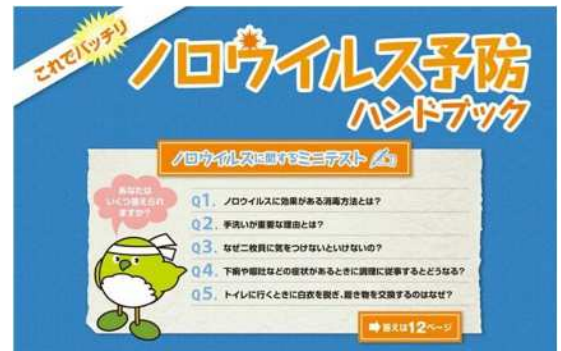 これでバッチリ
ノロウイルス予防
ハンドブック
ノロウイルスに関するミニテスト
あなたは
いくつ答えられ
ますか?
Q1. ノロウイルスに効果がある消毒方法とは?
Q2. 手洗いが重要な理由とは?
Q3. なぜ二枚貝に気をつけないといけないの?
Q4. 下痢や嘔吐などの症状があるときに調理に従事するとどうなる?
Q5. トイレに行くときに白衣を脱ぎ、履き物を交換するのはなぜ?
➡答えは12ページ